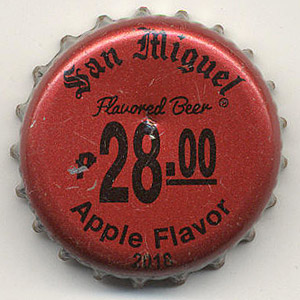 San Miguel ®
Flavored Beer
28.00
Apple Flavor